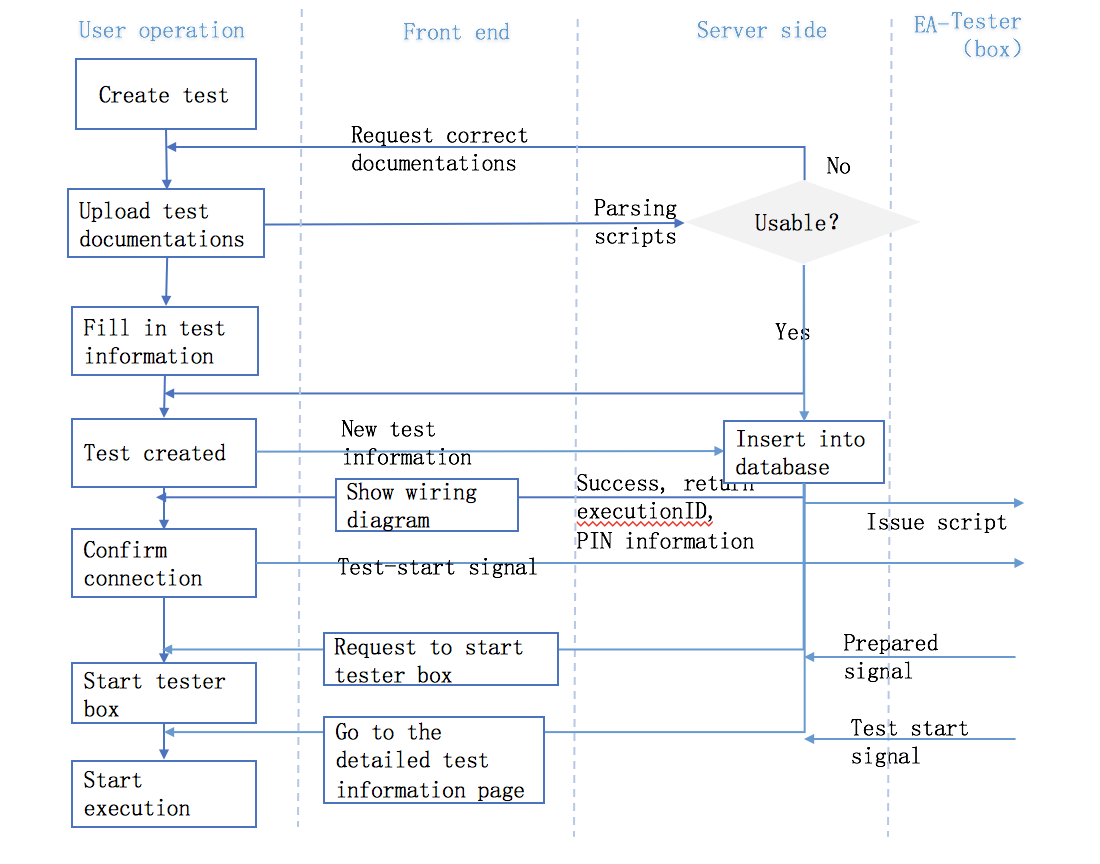 User operation
Front end
Server side
EA-Tester
(box)
Create test
Request correct
documentations
No
Upload test
documentations
Parsing
scripts
Usable?
Fill in test
information
Yes
Test created
New test
information
Insert into
database
Show wiring
diagram
Success, return
executionID,
PIN information
Issue script
Confirm
connection
Test-start signal
Request to start
tester box
Prepared
signal
Start tester
box
Go to the
detailed test
information page
Test start
signal
Start
execution